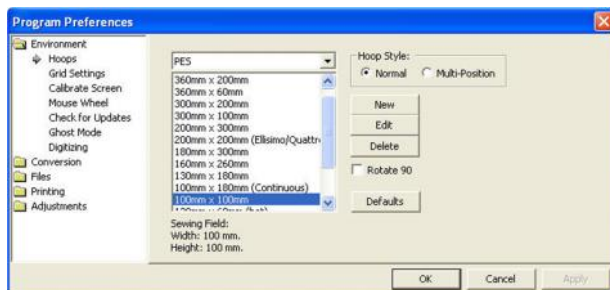 Program Preferences
Environment
Hoops
Grid Settings
Calibrate Screen
Mouse Wheel
Check for Updates
Ghost Mode
Digitizing
Conversion
Files
Printing
Adjustments
PES
360mm x 200mm
360mm x 60mm
300mm x 200mm
300mm x 100mm
200mm x 300mm
200mm x 200mm (Ellisimo/Quattr
180mm x 300mm
160mm x 260mm
130mm x 180mm
100mm x 180mm (Continuous)
100mm x 100mm
Sewing Field:
Width: 100 mm.
Height: 100 mm.
Hoop Style:
Normal Multi-Position
New
Edit
Delete
Rotate 90
Defaults
OK Cancel Apply